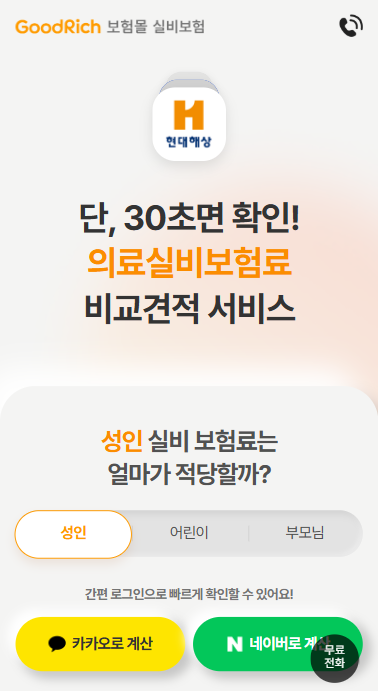 GoodRich 보험몰 실비보험
현대해상
단, 30초면 확인!
의료실비보험료
비교견적 서비스
성인 실비 보험료는
얼마가 적당할까?
성인 어린이 부모님
간편 로그인으로 빠르게 확인할 수 있어요!
카카오로 계산
N 네이버로 계산
무료
전화